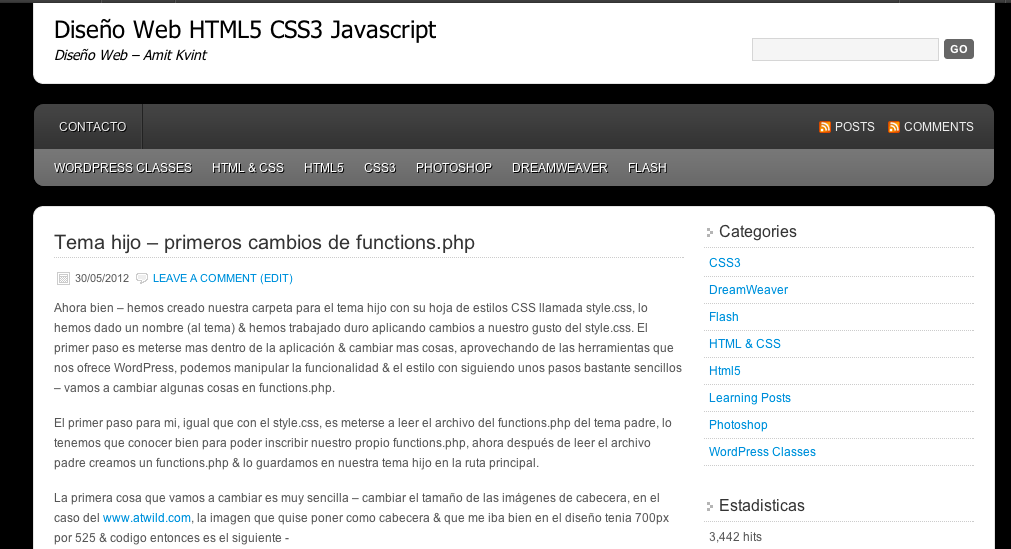 Diseño Web HTML5 CSS3 Javascript
Diseño Web – Amit Kvint
GO
CONTACTO
POSTS
COMMENTS
WORDPRESS CLASSES
HTML & CSS
HTML5
CSS3
PHOTOSHOP
DREAMWEAVER
FLASH
Tema hijo – primeros cambios de functions.php
30/05/2012
LEAVE A COMMENT (EDIT)
Ahora bien – hemos creado nuestra carpeta para el tema hijo con su hoja de estilos CSS llamada style.css, lo
hemos dado un nombre (al tema) & hemos trabajado duro aplicando cambios a nuestro gusto del style.css. El
primer paso es meterse mas dentro de la aplicación & cambiar mas cosas, aprovechando de las herramientas que
nos ofrece WordPress, podemos manipular la funcionalidad & el estilo con siguiendo unos pasos bastante sencillos
– vamos a cambiar algunas cosas en functions.php.
El primer paso para mi, igual que con el style.css, es meterse a leer el archivo del functions.php del tema padre, lo
tenemos que conocer bien para poder inscribir nuestro propio functions.php, ahora después de leer el archivo
padre creamos un functions.php & lo guardamos en nuestra tema hijo en la ruta principal.
La primera cosa que vamos a cambiar es muy sencilla – cambiar el tamaño de las imágenes de cabecera, en el
caso del www.atwild.com, la imagen que quise poner como cabecera & que me iba bien en el diseño tenia 700px
por 525 & codigo entonces es el siguiente -
Categories
CSS3
DreamWeaver
Flash
HTML & CSS
Html5
Learning Posts
Photoshop
WordPress Classes
Estadisticas
3,442 hits